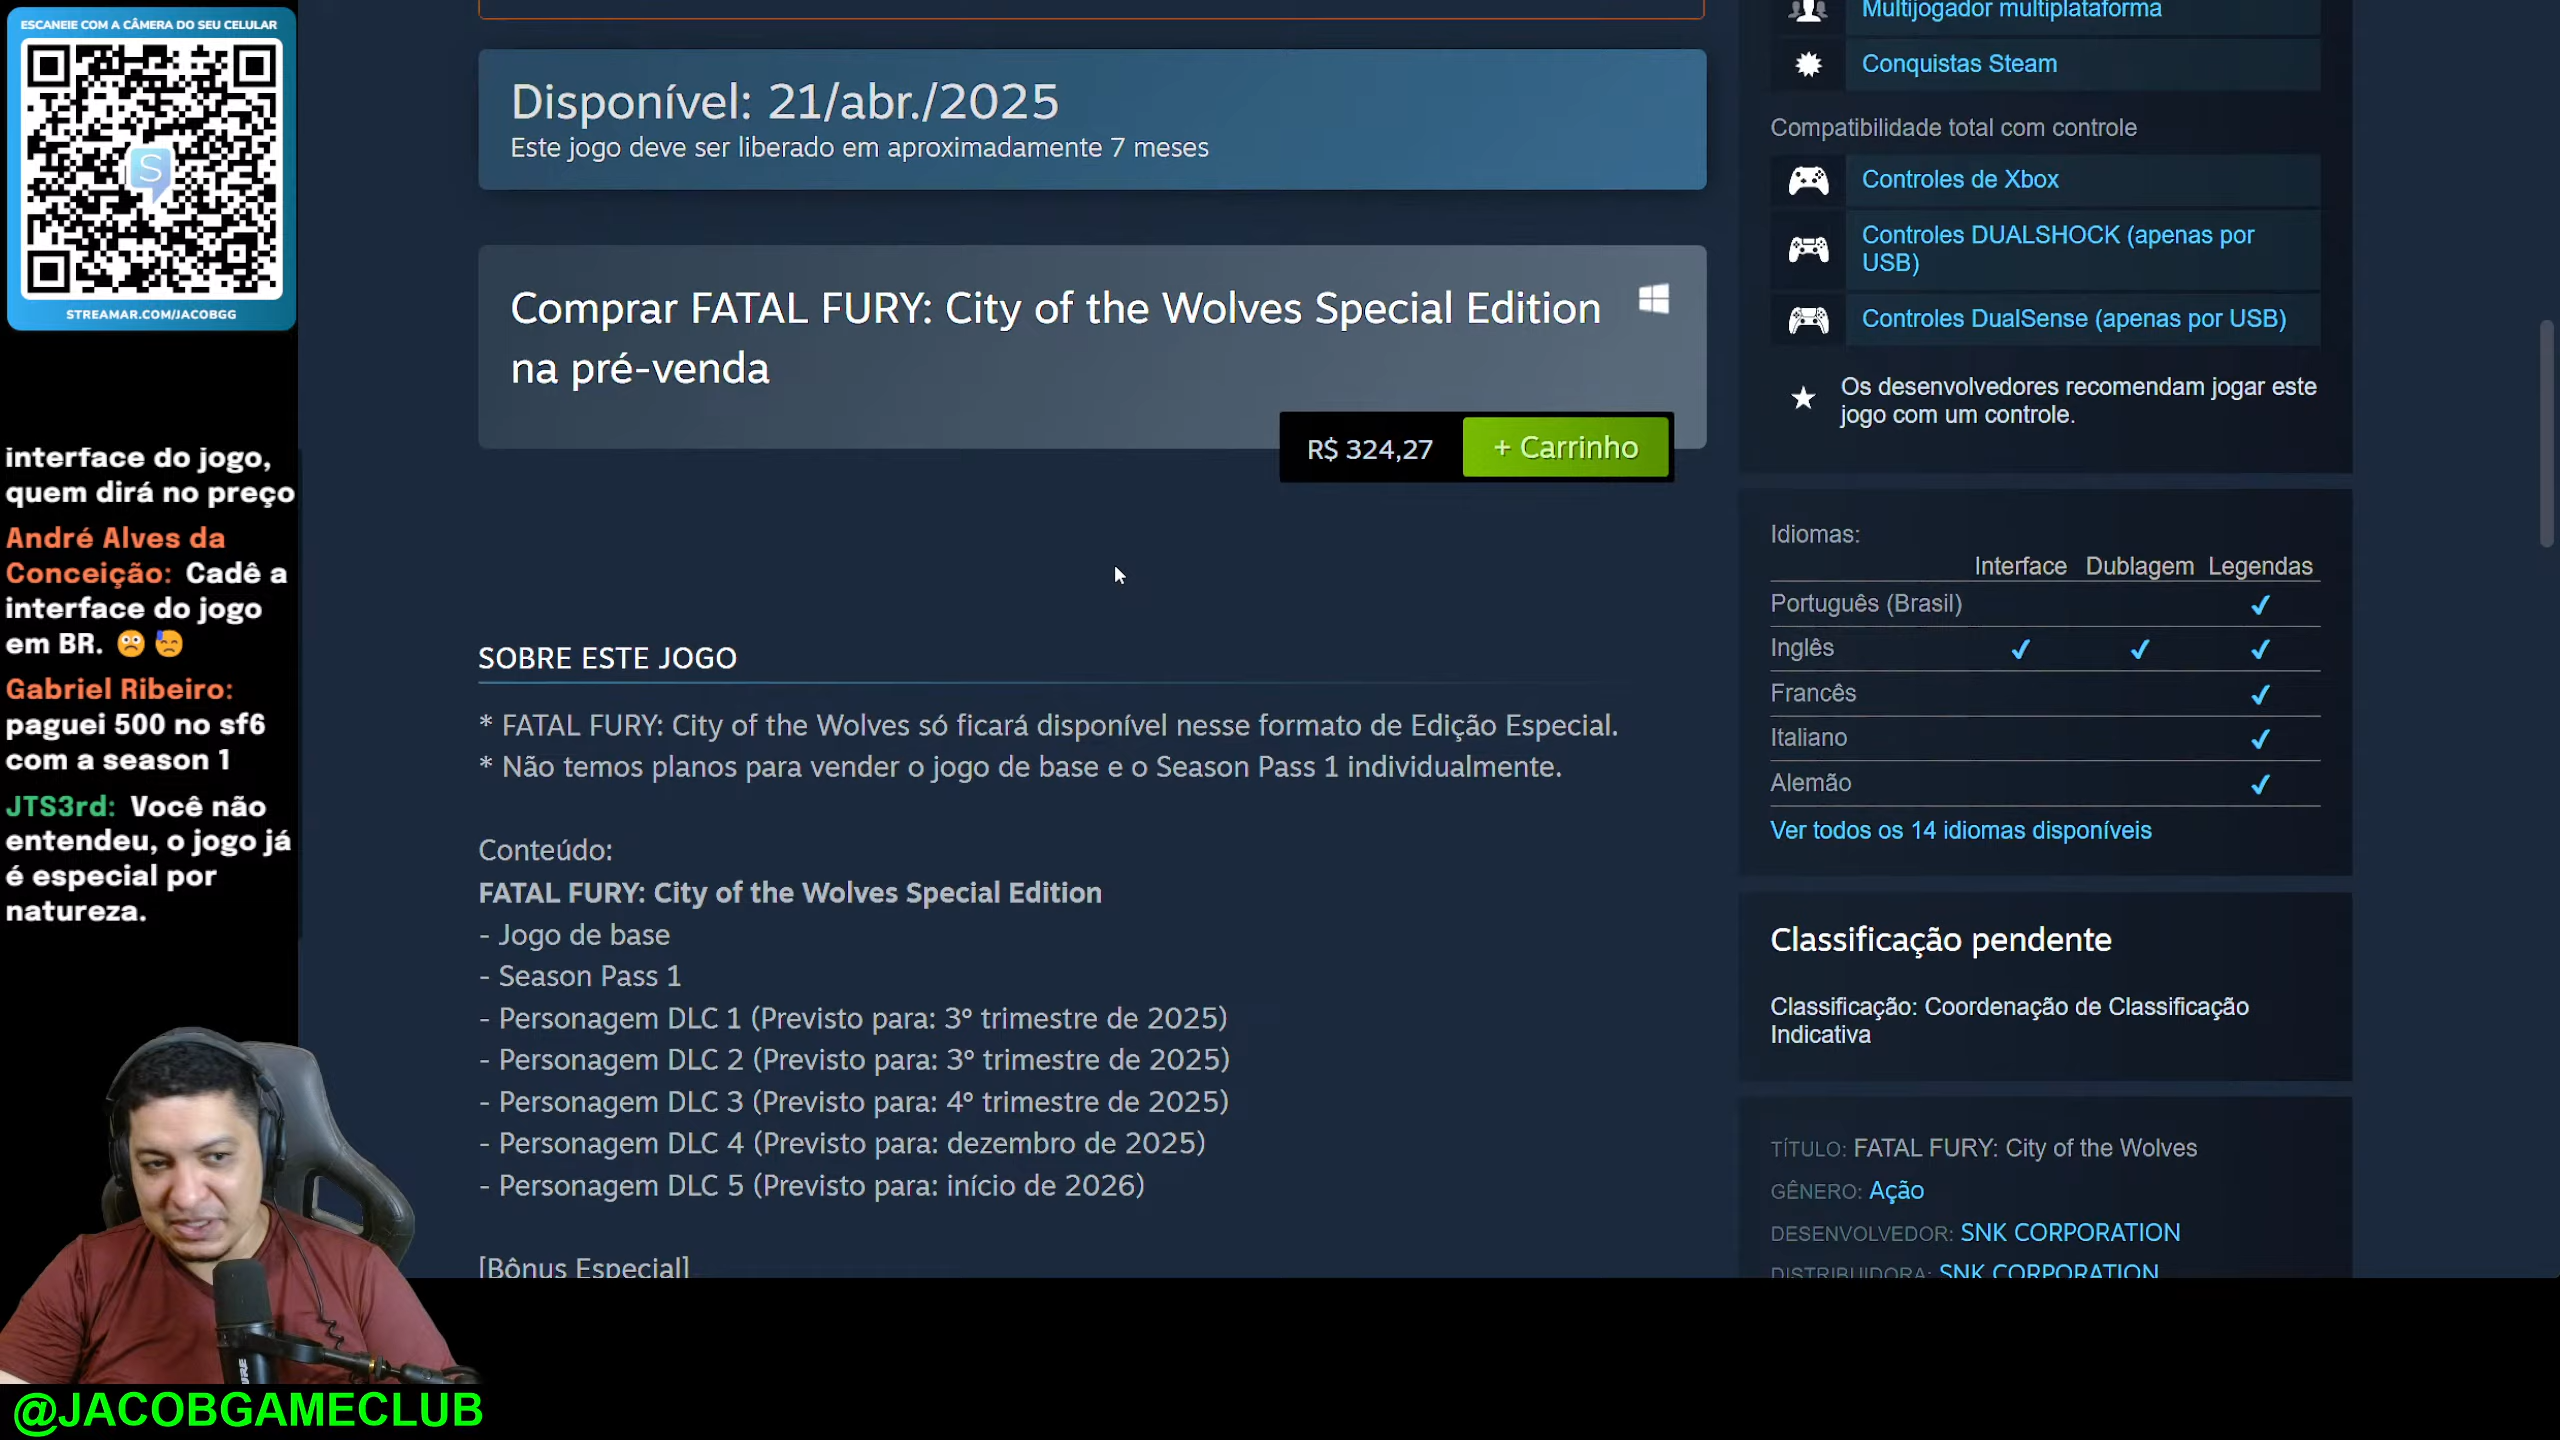 ESCANEIE COM A CÂMERA DO SEU CELULAR
S
STREAMAR.COM/JACOBGG
interface do jogo,
quem dirá no preço
André Alves da
Conceição: Cadê a
interface do jogo
em BR. 🙁 😓
Gabriel Ribeiro:
paguei 500 no sf6
com a season 1
JTS3rd: Você não
entendeu, o jogo já
é especial por
natureza.
@JACOBGAMECLUB
Disponível: 21/abr./2025
Este jogo deve ser liberado em aproximadamente 7 meses
Comprar FATAL FURY: City of the Wolves Special Edition
na pré-venda
R$ 324,27
+ Carrinho
SOBRE ESTE JOGO
* FATAL FURY: City of the Wolves só ficará disponível nesse formato de Edição Especial.
* Não temos planos para vender o jogo de base e o Season Pass 1 individualmente.
Conteúdo:
FATAL FURY: City of the Wolves Special Edition
- Jogo de base
- Season Pass 1
- Personagem DLC 1 (Previsto para: 3º trimestre de 2025)
- Personagem DLC 2 (Previsto para: 3º trimestre de 2025)
- Personagem DLC 3 (Previsto para: 4º trimestre de 2025)
- Personagem DLC 4 (Previsto para: dezembro de 2025)
- Personagem DLC 5 (Previsto para: início de 2026)
[Bônus Especial]
Multijogador multiplataforma
Conquistas Steam
Compatibilidade total com controle
Controles de Xbox
Controles DUALSHOCK (apenas por
USB)
Controles DualSense (apenas por USB)
Os desenvolvedores recomendam jogar este
jogo com um controle.
Idiomas:
Interface Dublagem Legendas
Português (Brasil) ✔
Inglês ✔ ✔ ✔
Francês ✔
Italiano ✔
Alemão ✔
Ver todos os 14 idiomas disponíveis
Classificação pendente
Classificação: Coordenação de Classificação
Indicativa
TÍTULO: FATAL FURY: City of the Wolves
GÊNERO: Ação
DESENVOLVEDOR: SNK CORPORATION
DISTRIBUIDORA: SNK CORPORATION